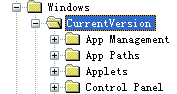 Windows
CurrentVersion
App Management
App Paths
Applets
Control Panel